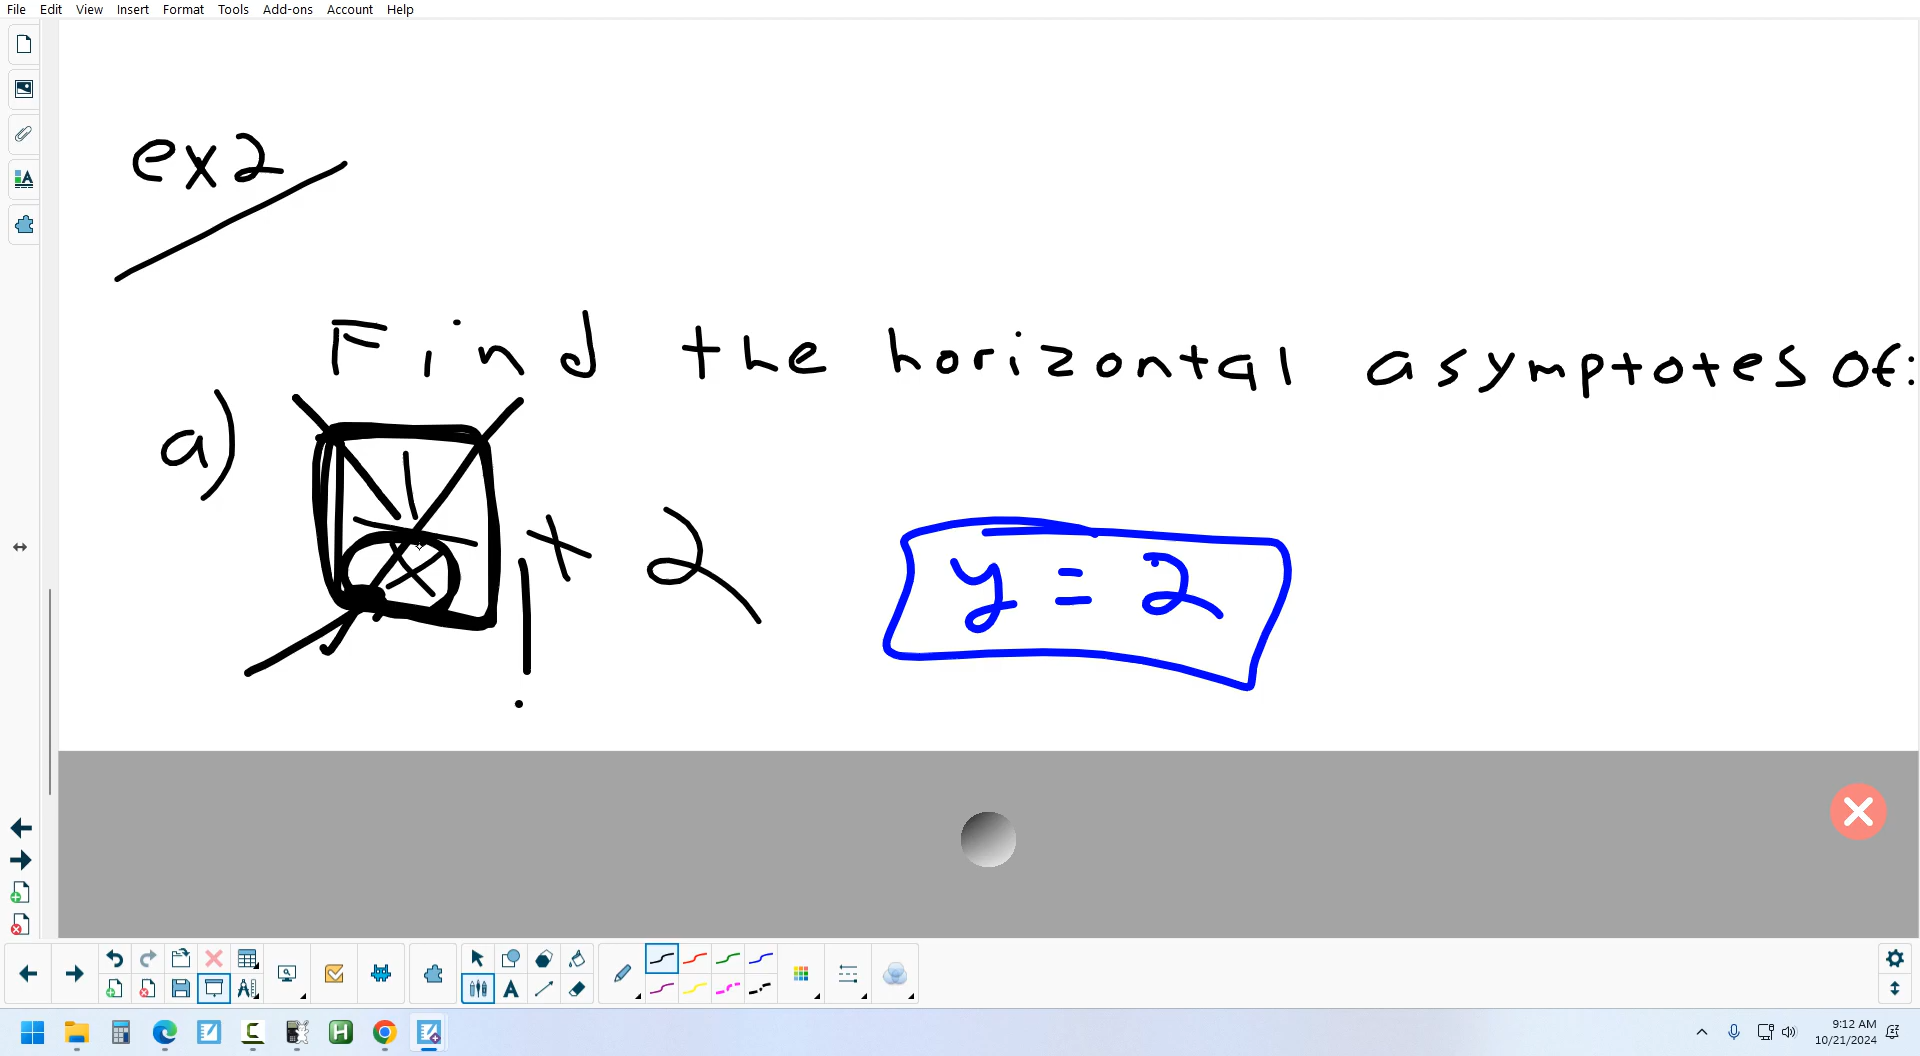 File Edit View Insert Format Tools Add-ons Account Help
ex2
Find the horizontal asymptotes of:
a)
+ 2
y = 2
9:12 AM
10/21/2024